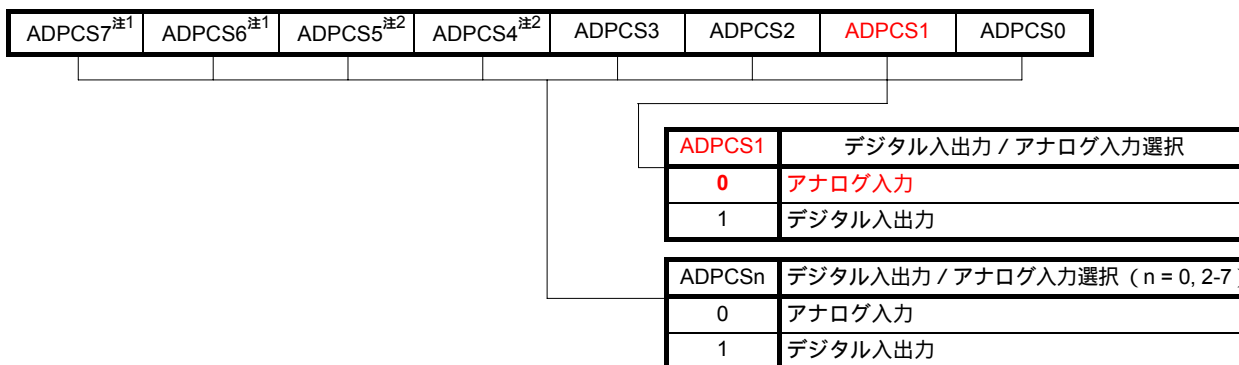 ADPCS7注1 ADPCS6注1 ADPCS5注2 ADPCS4注2 ADPCS3 ADPCS2 ADPCS1 ADPCS0
ADPCS1 デジタル入出力/アナログ入力選択
0 アナログ入力
1 デジタル入出力
ADPCSn デジタル入出力/アナログ入力選択(n = 0, 2-7)
0 アナログ入力
1 デジタル入出力